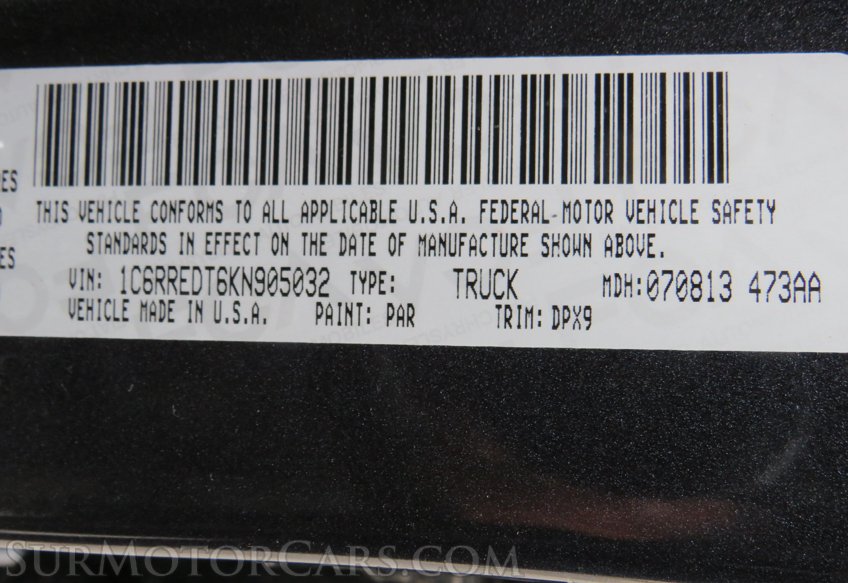 THIS VEHICLE CONFORMS TO ALL APPLICABLE U.S.A. FEDERAL-MOTOR VEHICLE SAFETY
STANDARDS IN EFFECT ON THE DATE OF MANUFACTURE SHOWN ABOVE.
VIN: 1C6RREDT6KN905032 TYPE: TRUCK MDH:070813 473AA
VEHICLE MADE IN U.S.A. PAINT: PAR TRIM: DPX9
SURMOTORCARS.COM